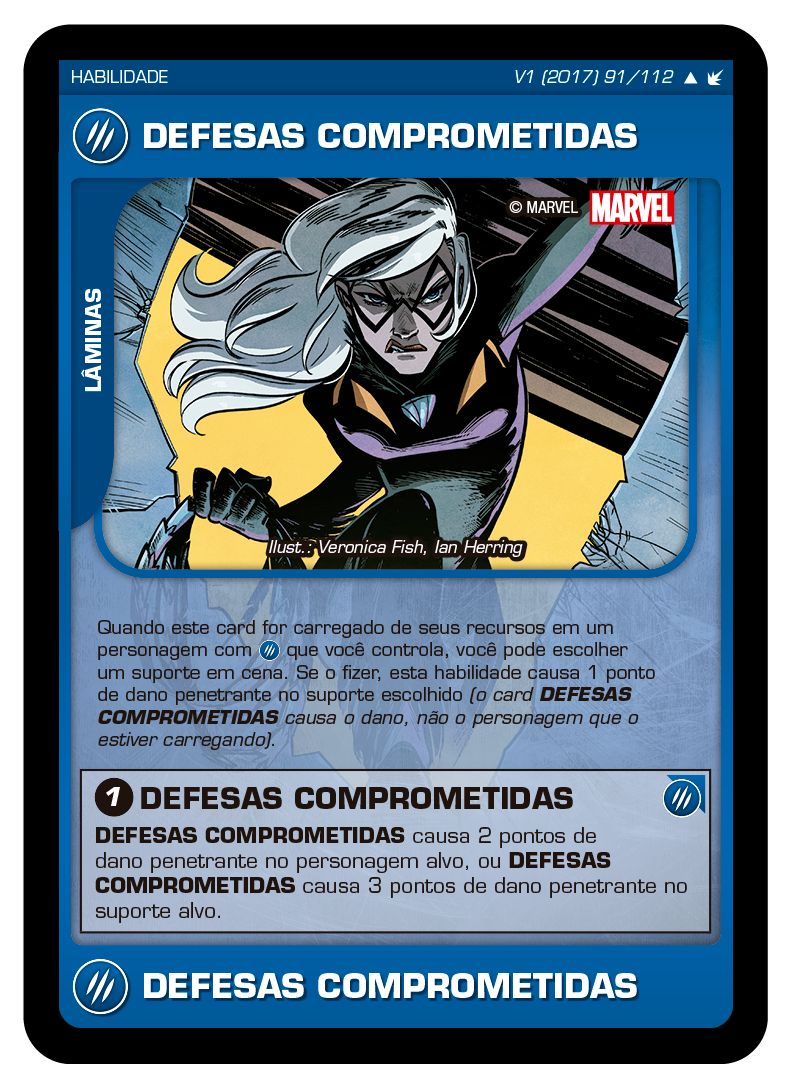 HABILIDADE
V1 (2017) 91/112
DEFESAS COMPROMETIDAS
© MARVEL MARVEL
LÂMINAS
Ilust.: Veronica Fish, Ian Herring
Quando este card for carregado de seus recursos em um
personagem com que você controla, você pode escolher
um suporte em cena. Se o fizer, esta habilidade causa 1 ponto
de dano penetrante no suporte escolhido (o card DEFESAS
COMPROMETIDAS causa o dano, não o personagem que o
estiver carregando).
1 DEFESAS COMPROMETIDAS
DEFESAS COMPROMETIDAS causa 2 pontos de
dano penetrante no personagem alvo, ou DEFESAS
COMPROMETIDAS causa 3 pontos de dano penetrante no
suporte alvo.
DEFESAS COMPROMETIDAS